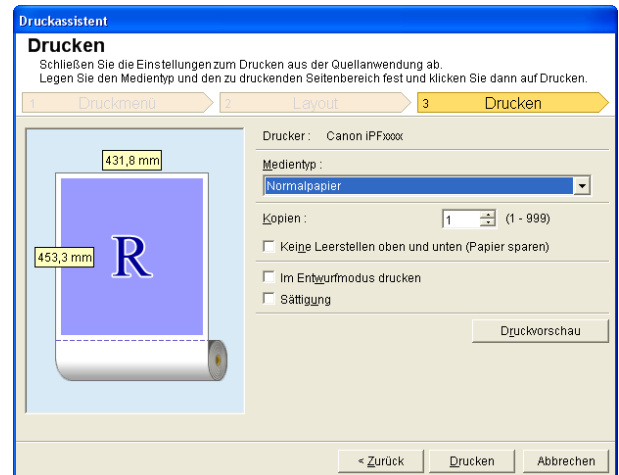 Druckassistent
Drucken
Schließen Sie die Einstellungen zum Drucken aus der Quellanwendung ab.
Legen Sie den Medientyp und den zu druckenden Seitenbereich fest und klicken Sie dann auf Drucken.
1 Druckmenü 2 Layout 3 Drucken
Drucker : Canon iPFxxxx
431,8 mm
Medientyp :
Normalpapier
Kopien : 1 (1 - 999)
Keine Leerstellen oben und unten (Papier sparen)
453,3 mm
R
Im Entwurfmodus drucken
Sättigung
Druckvorschau
< Zurück Drucken Abbrechen